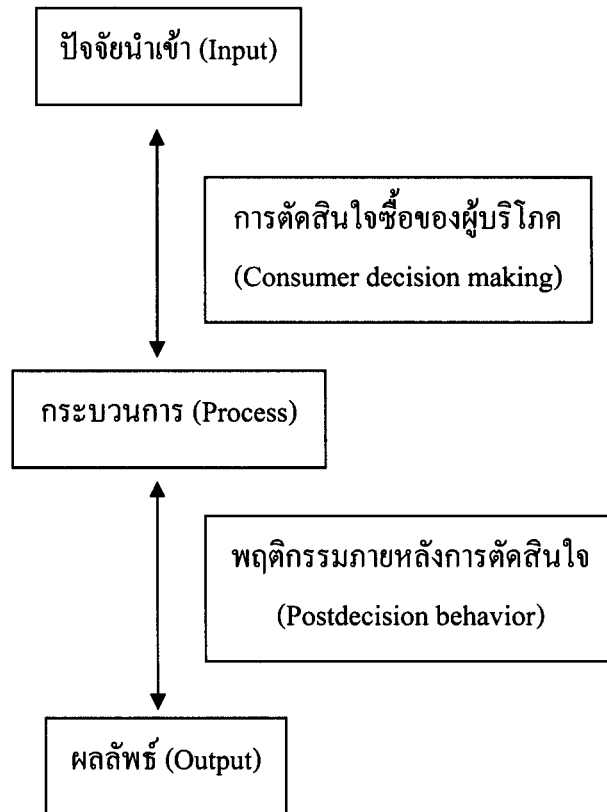 ปัจจัยนำเข้า (Input)
การตัดสินใจซื้อของผู้บริโภค
(Consumer decision making)
กระบวนการ (Process)
พฤติกรรมภายหลังการตัดสินใจ
(Postdecision behavior)
ผลลัพธ์ (Output)